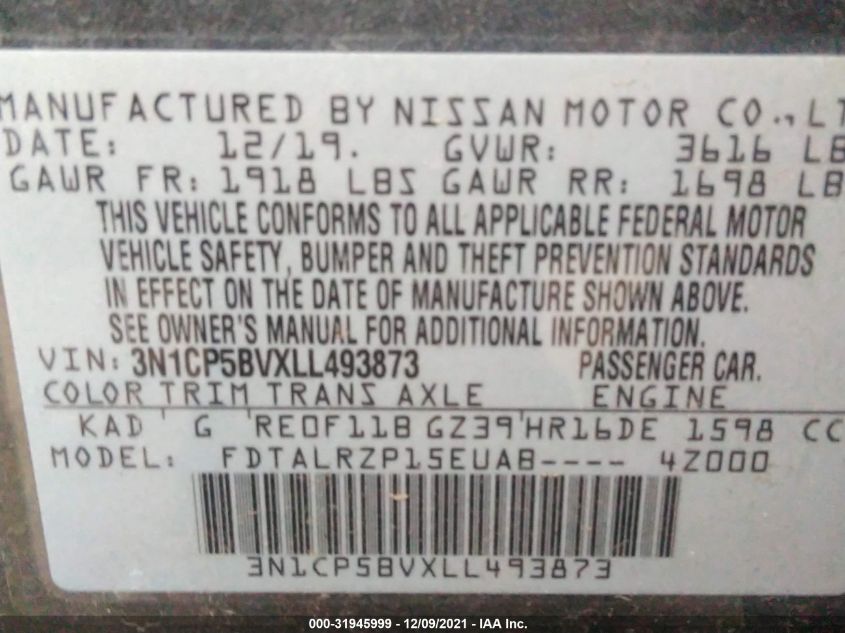 MANUFACTURED BY NISSAN MOTOR CO., LT
DATE: 12/19. GVWR: 3616 LB
GAWR FR: 1918 LBS GAWR RR: 1698 LB
THIS VEHICLE CONFORMS TO ALL APPLICABLE FEDERAL MOTOR
VEHICLE SAFETY, BUMPER AND THEFT PREVENTION STANDARDS
IN EFFECT ON THE DATE OF MANUFACTURE SHOWN ABOVE.
SEE OWNER'S MANUAL FOR ADDITIONAL INFORMATION.
VIN: 3N1CP5BVXLL493873 PASSENGER CAR.
COLOR TRIM TRANS AXLE ENGINE
KAD ' G ' RE0F11B GZ39'HR16DE 1598 CC
MODEL: FDTALRZP15EUAB---- 4Z000
3N1CP5BVXLL493873
000-31945999 - 12/09/2021 - IAA Inc.